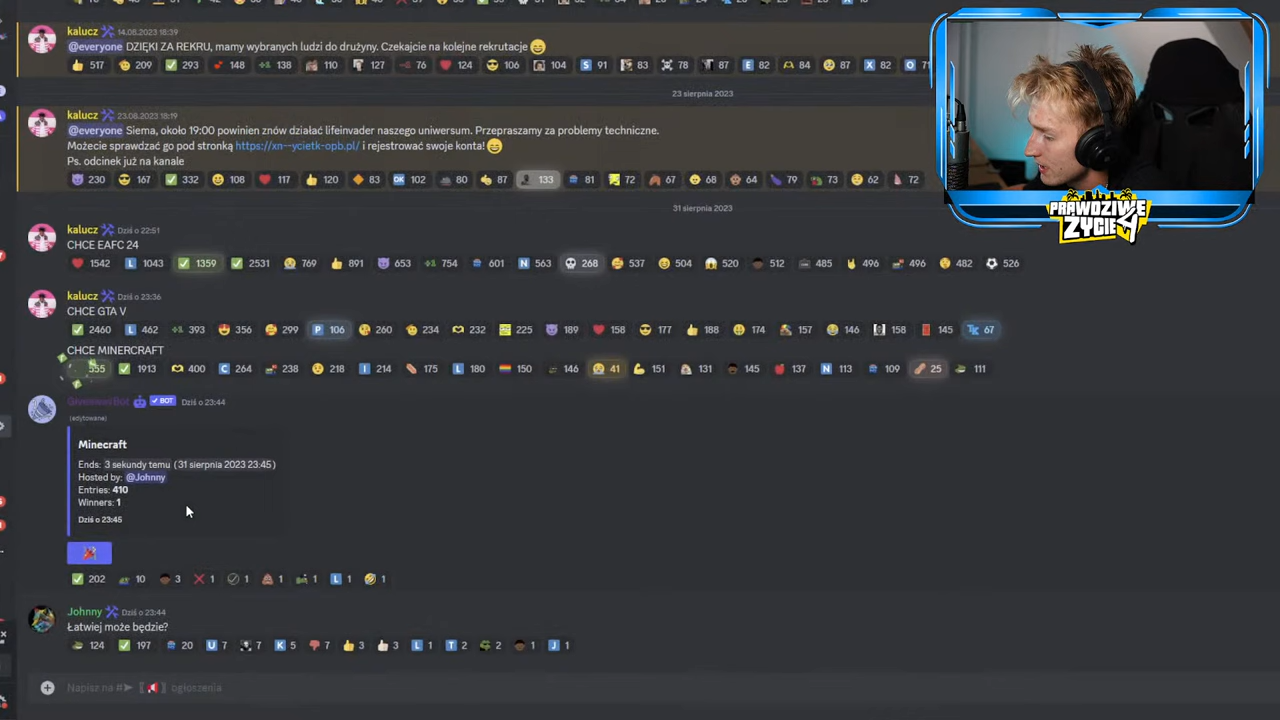 kalucz 14.08.2023 18:39
@everyone DZIĘKI ZA REKRU, mamy wybranych ludzi do drużyny. Czekajcie na kolejne rekrutacje
517 209 293 148 138 110 127 76 124 106 104 91 83 78 87 82 84 87 82
23 sierpnia 2023
kalucz 23.08.2023 18:19
@everyone Siema, około 19:00 powinien znów działać lifeinvader naszego uniwersum. Przepraszamy za problemy techniczne.
Możecie sprawdzać go pod stronką https://xn--ycietk-opb.pl/ i rejestrować swoje konta!
Ps. odcinek już na kanale
230 167 332 108 117 120 83 102 80 87 133 81 72 67 68 64 79 73 62 72
31 sierpnia 2023
kalucz Dziś o 22:51
CHCE EAFC 24
1542 1043 1359 2531 769 891 653 754 601 563 268 537 504 520 512 485 496 496 482 526
kalucz Dziś o 23:36
CHCE GTA V
2460 462 393 356 299 106 260 234 232 225 189 158 177 188 174 157 146 158 145 67
CHCE MINERCRAFT
555 1913 400 264 238 218 214 175 180 150 146 41 151 131 145 137 113 109 25 111
BOT Dziś o 23:44
(edytowane)
Minecraft
Ends: 3 sekundy temu (31 sierpnia 2023 23:45)
Hosted by: @Johnny
Entries: 410
Winners: 1
Dziś o 23:45
202 10 3 1 1 1 1 1 1
Johnny Dziś o 23:44
Łatwiej może będzie?
124 197 20 7 7 5 7 3 3 1 2 2 1 1
Napisz na # ogłoszenia
PRAWDZIWE
ŻYCIE 4